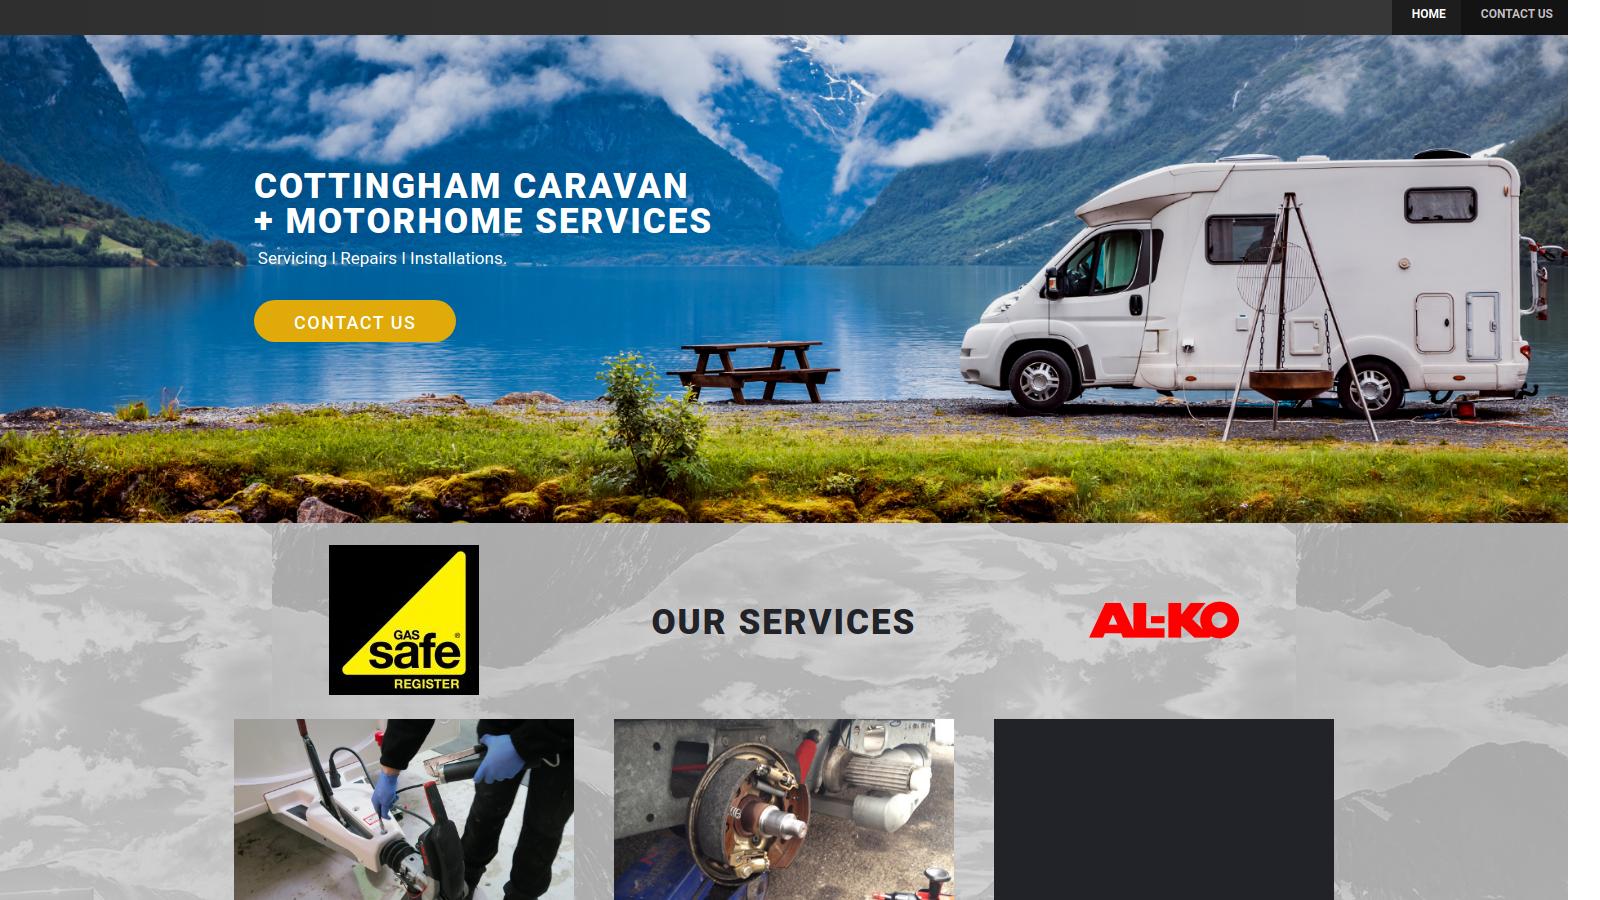 HOME
CONTACT US
COTTINGHAM CARAVAN
+ MOTORHOME SERVICES
Servicing I Repairs I Installations.
CONTACT US
GAS
safe®
REGISTER
OUR SERVICES
AL-KO